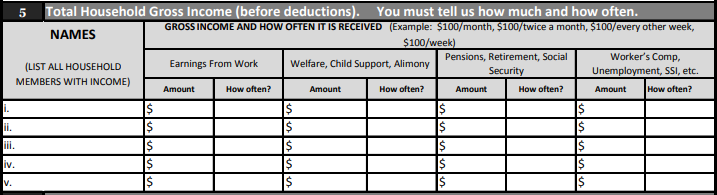 5 Total Household Gross Income (before deductions). You must tell us how much and how often.
NAMES
(LIST ALL HOUSEHOLD
MEMBERS WITH INCOME)
GROSS INCOME AND HOW OFTEN IT IS RECEIVED (Example: $100/month, $100/twice a month, $100/every other week,
$100/week)
Earnings From Work
Welfare, Child Support, Alimony
Pensions, Retirement, Social
Security
Worker's Comp,
Unemployment, SSI, etc.
Amount How often? Amount How often? Amount How often? Amount How often?
i. $ $ $ $
ii. $ $ $ $
iii. $ $ $ $
iv. $ $ $ $
v. $ $ $ $